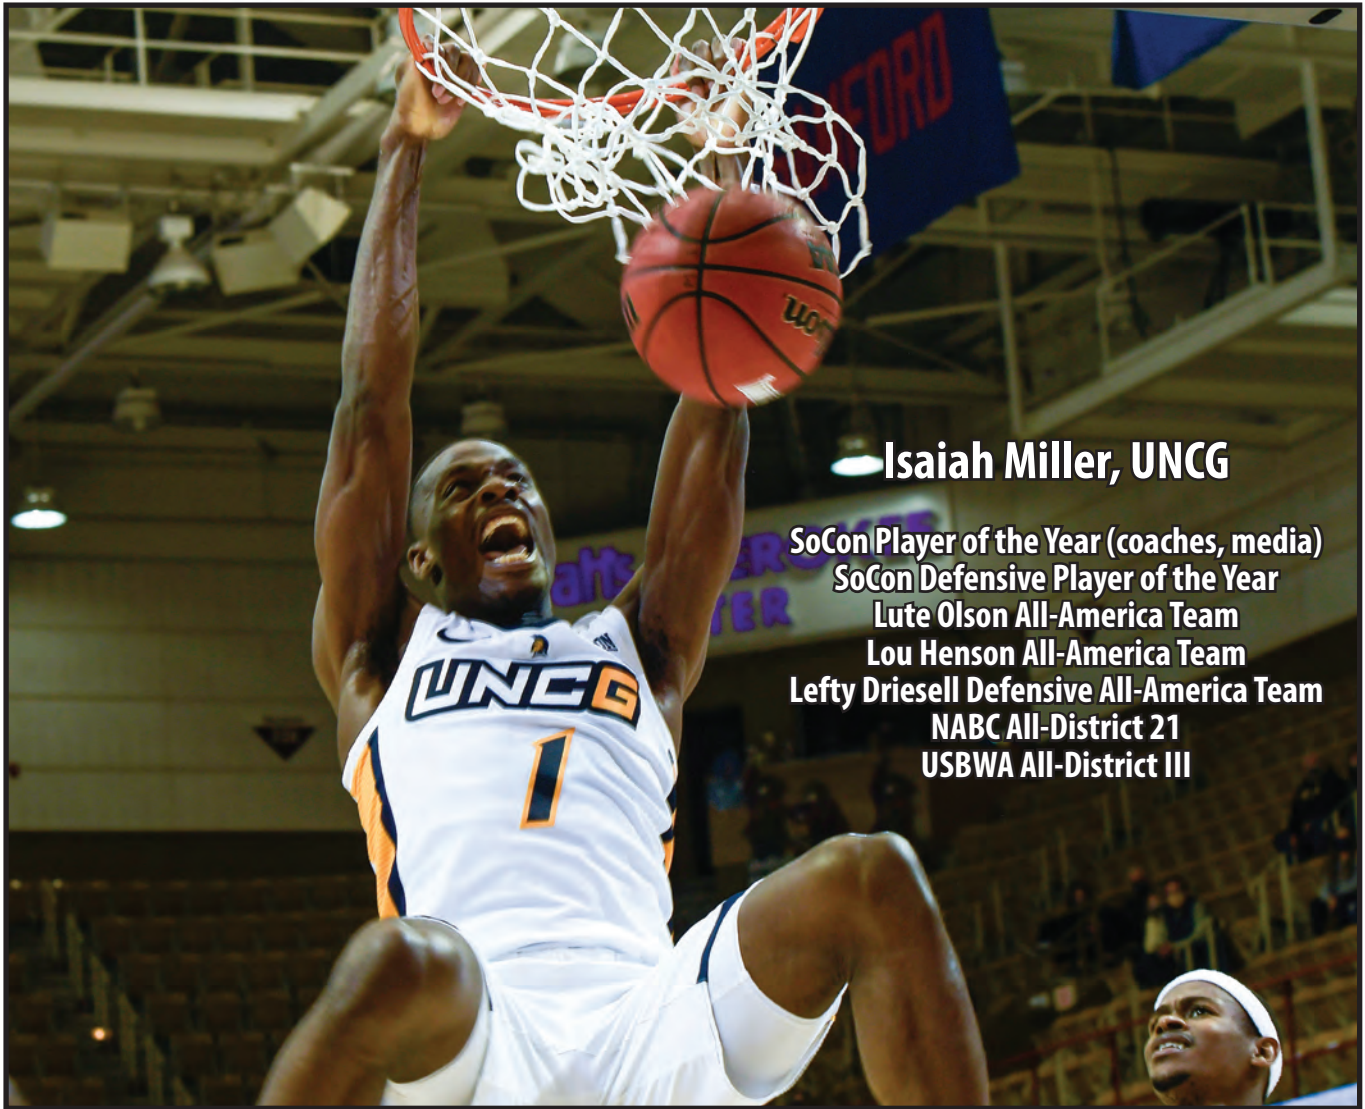 Isaiah Miller, UNCG
SoCon Player of the Year (coaches, media)
SoCon Defensive Player of the Year
Lute Olson All-America Team
Lou Henson All-America Team
Lefty Driesell Defensive All-America Team
NABC All-District 21
USBWA All-District III
UNCG
1